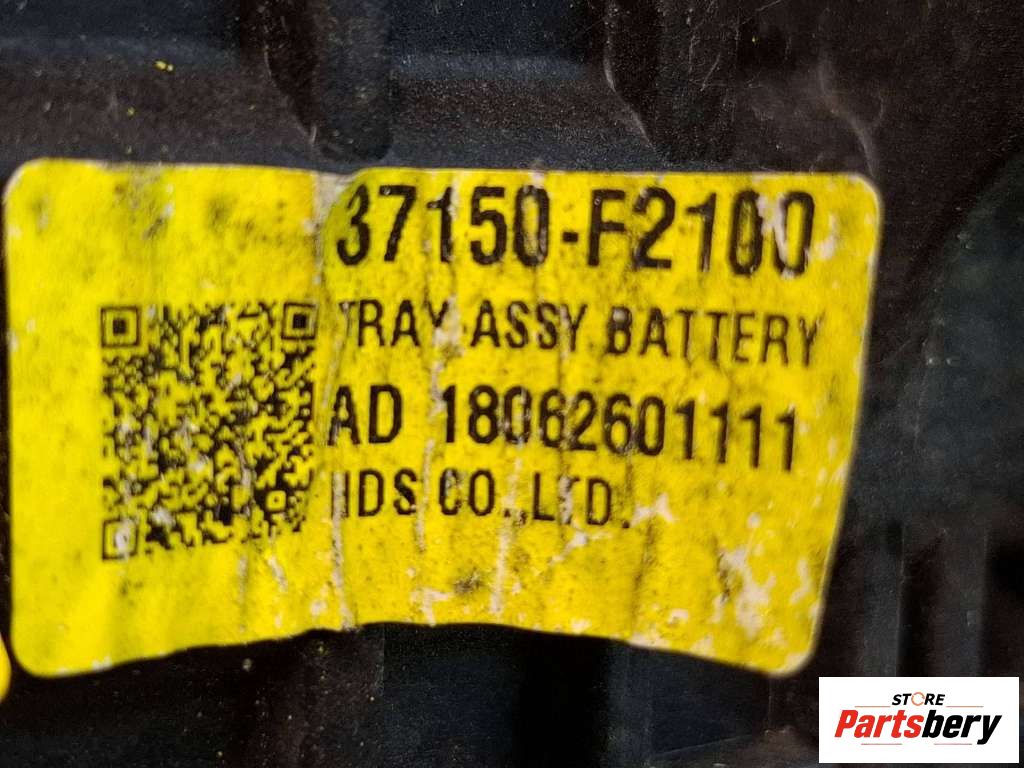 37150-F2100
TRAY ASSY BATTERY
AD 18062601111
IDS CO.,LTD.
STORE
Partsbery